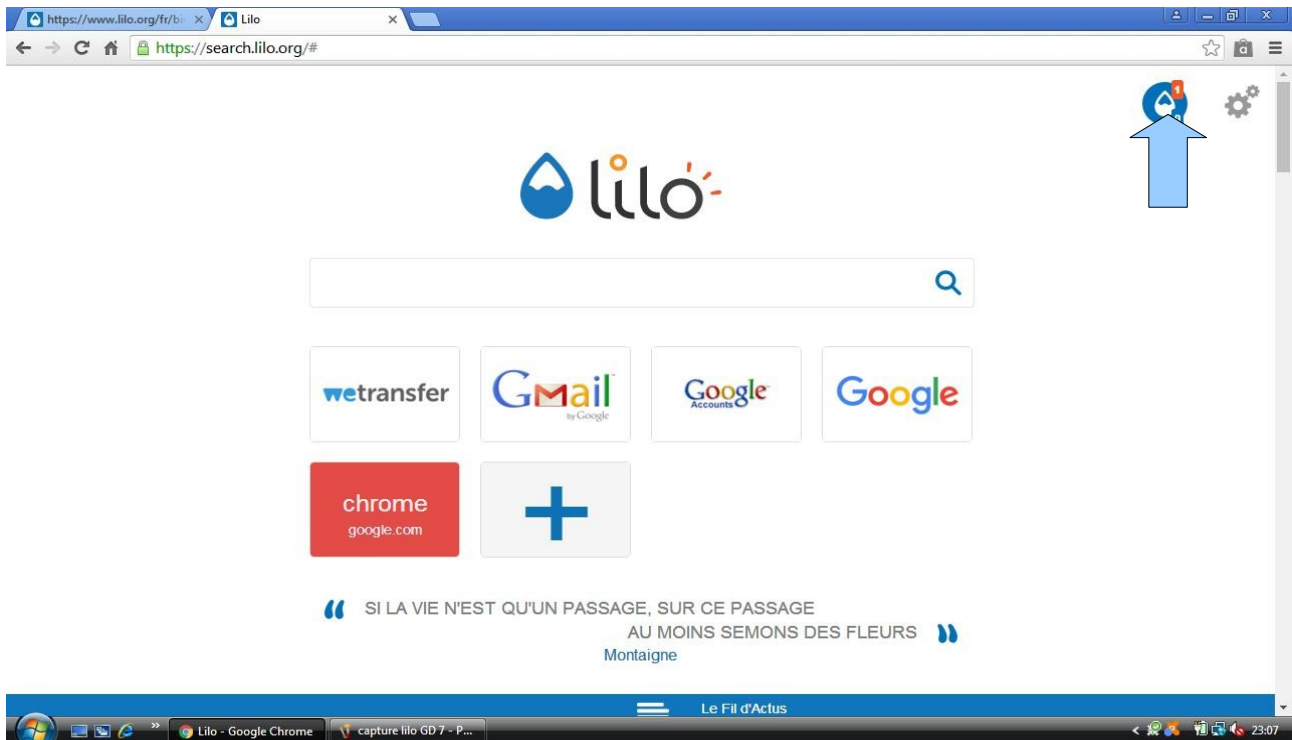 https://www.lilo.org/fr/bi
Lilo
https://search.lilo.org/#
1
lilo
wetransfer
Gmail
by Google
Google
Accounts
Google
chrome
google.com
SI LA VIE N'EST QU'UN PASSAGE, SUR CE PASSAGE
AU MOINS SEMONS DES FLEURS
Montaigne
Le Fil d'Actus
Lilo - Google Chrome
capture lilo GD 7 - P...
23:07